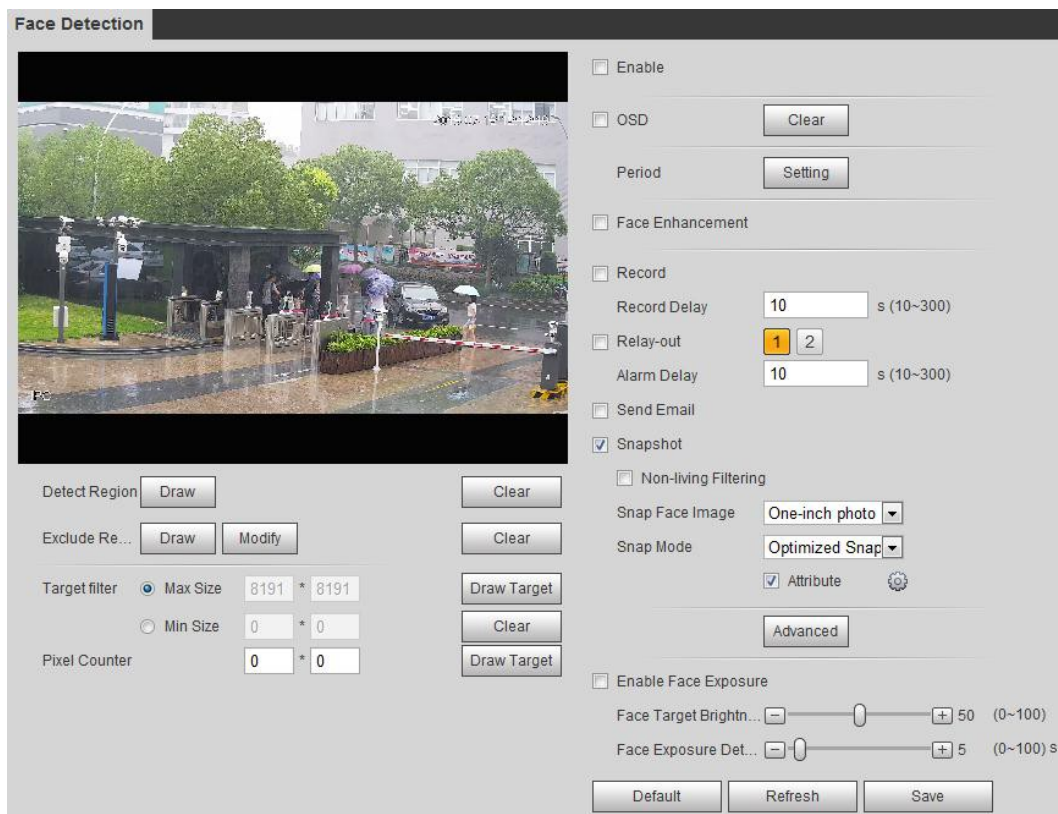 Face Detection
Enable
OSD Clear
Period Setting
Face Enhancement
Record
Record Delay 10 s (10~300)
Relay-out 1 2
Alarm Delay 10 s (10~300)
Send Email
Snapshot
Non-living Filtering
Snap Face Image One-inch photo
Snap Mode Optimized Snap
Attribute
Advanced
Enable Face Exposure
Face Target Brightn... 50 (0~100)
Face Exposure Det... 5 (0~100) s
Default Refresh Save
Detect Region Draw Clear
Exclude Re... Draw Modify Clear
Target filter Max Size 8191 * 8191 Draw Target
Min Size 0 * 0 Clear
Pixel Counter 0 * 0 Draw Target